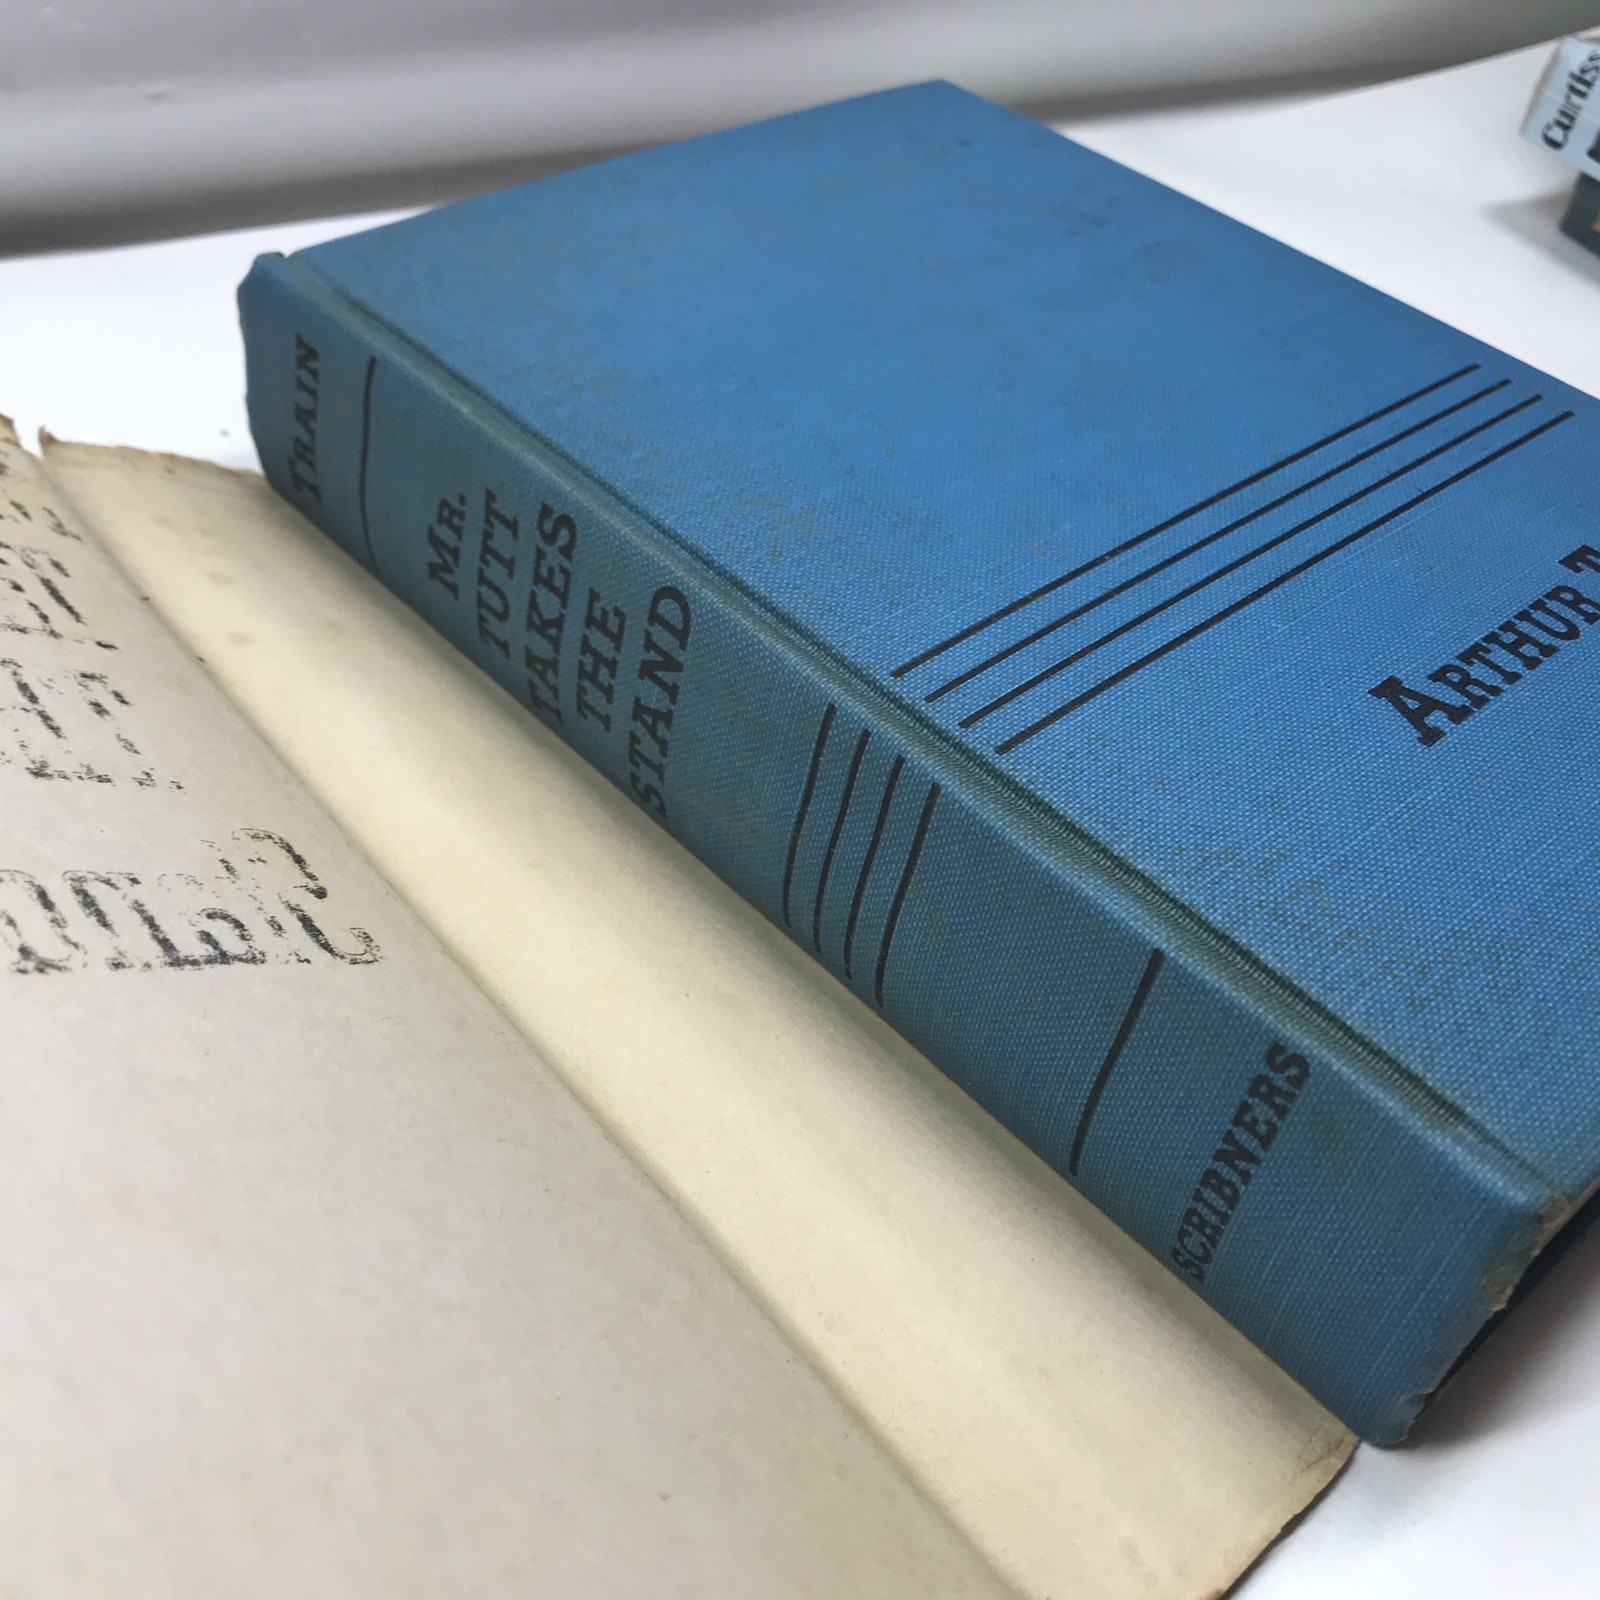 TRAIN
MR.
TUTT
TAKES
THE
STAND
SCRIBNERS
ARTHUR T
Curtiss